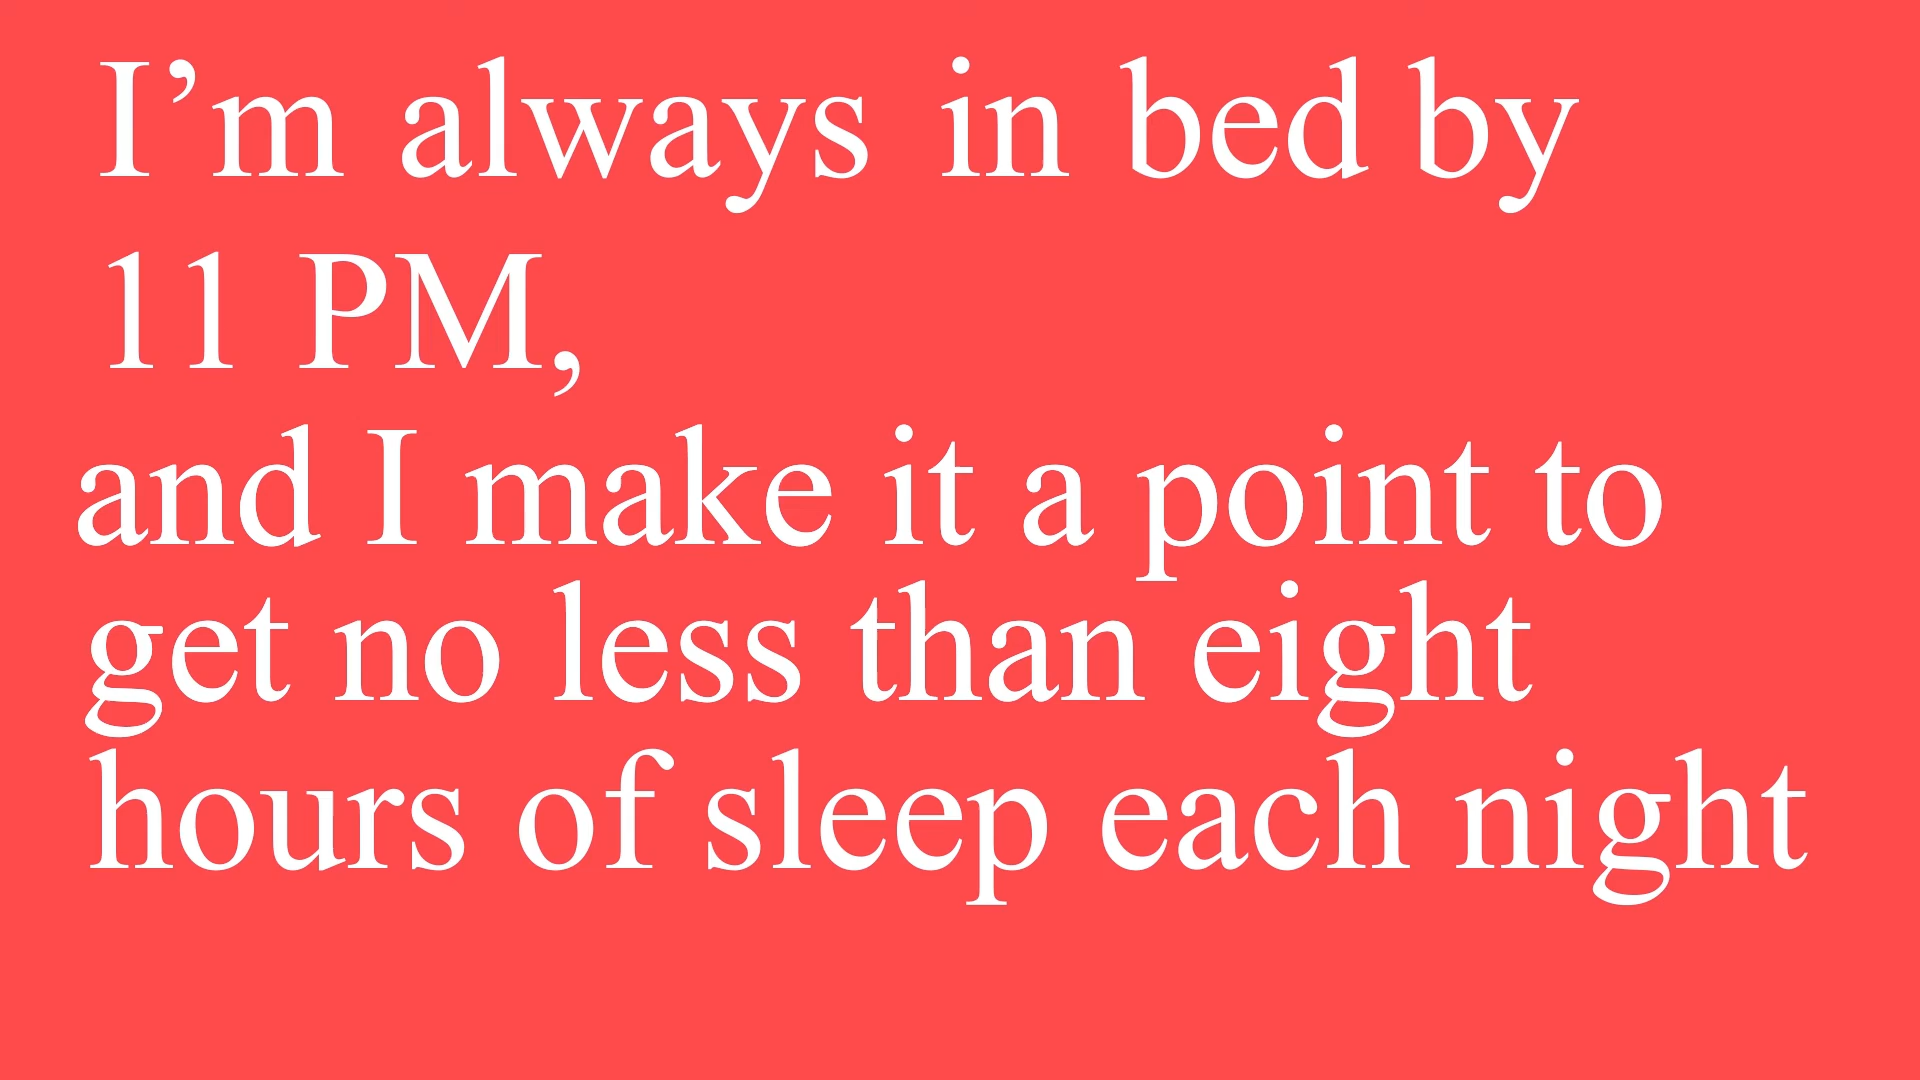 I’m always in bed by
11 PM,
and I make it a point to
get no less than eight
hours of sleep each night